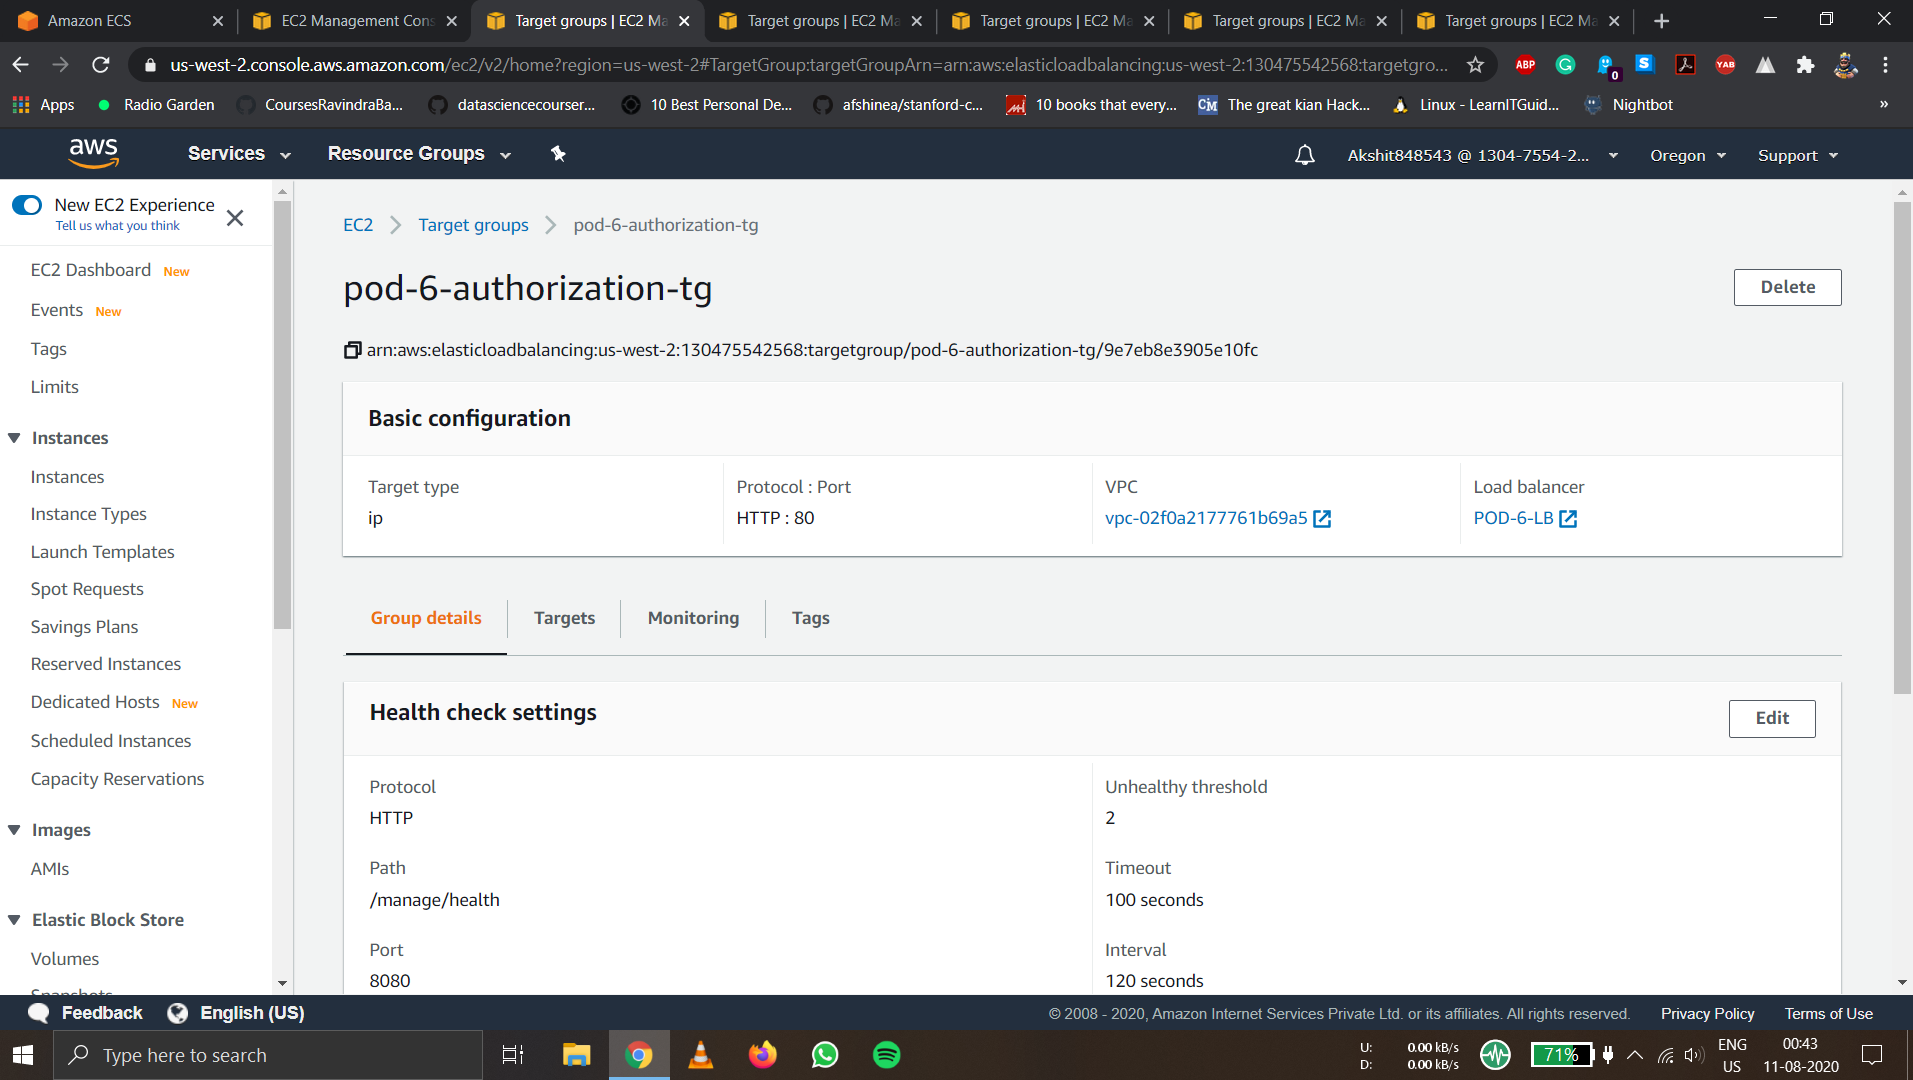 Amazon ECS
EC2 Management Cons
Target groups | EC2 Ma
Target groups | EC2 Ma
Target groups | EC2 Ma
Target groups | EC2 Ma
Target groups | EC2 Ma
us-west-2.console.aws.amazon.com/ec2/v2/home?region=us-west-2#TargetGroup:targetGroupArn=arn:aws:elasticloadbalancing:us-west-2:130475542568:targetgro...
ABP
0
S
YAB
Apps
Radio Garden
CoursesRavindraBa...
datasciencecourser...
10 Best Personal De...
afshinea/stanford-c...
10 books that every...
CM
The great kian Hack...
Linux - LearnITGuid...
Nightbot
»
aws
Services
Resource Groups
Akshit848543 @ 1304-7554-2...
Oregon
Support
New EC2 Experience
Tell us what you think
EC2 Dashboard New
Events New
Tags
Limits
Instances
Instances
Instance Types
Launch Templates
Spot Requests
Savings Plans
Reserved Instances
Dedicated Hosts New
Scheduled Instances
Capacity Reservations
Images
AMIs
Elastic Block Store
Volumes
Snapshots
EC2
Target groups
pod-6-authorization-tg
pod-6-authorization-tg
Delete
arn:aws:elasticloadbalancing:us-west-2:130475542568:targetgroup/pod-6-authorization-tg/9e7eb8e3905e10fc
Basic configuration
Target type
ip
Protocol : Port
HTTP : 80
VPC
vpc-02f0a2177761b69a5
Load balancer
POD-6-LB
Group details
Targets
Monitoring
Tags
Health check settings
Edit
Protocol
HTTP
Path
/manage/health
Port
8080
Unhealthy threshold
2
Timeout
100 seconds
Interval
120 seconds
Feedback
English (US)
© 2008 - 2020, Amazon Internet Services Private Ltd. or its affiliates. All rights reserved.
Privacy Policy
Terms of Use
Type here to search
U: 0.00 kB/s
D: 0.00 kB/s
71%
ENG
US
00:43
11-08-2020